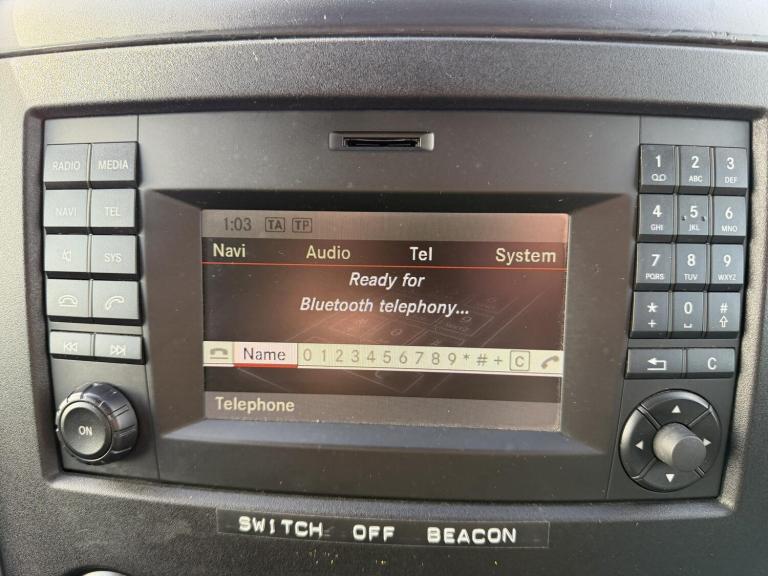 1:03 TA TP
Navi Audio Tel System
Ready for
Bluetooth telephony...
Name 0 1 2 3 4 5 6 7 8 9 * # + C
Telephone
RADIO MEDIA
NAVI TEL
SYS
ON
1 2 ABC 3 DEF
4 GHI 5 JKL 6 MNO
7 PQRS 8 TUV 9 WXYZ
* + 0 #
C
SWITCH OFF BEACON